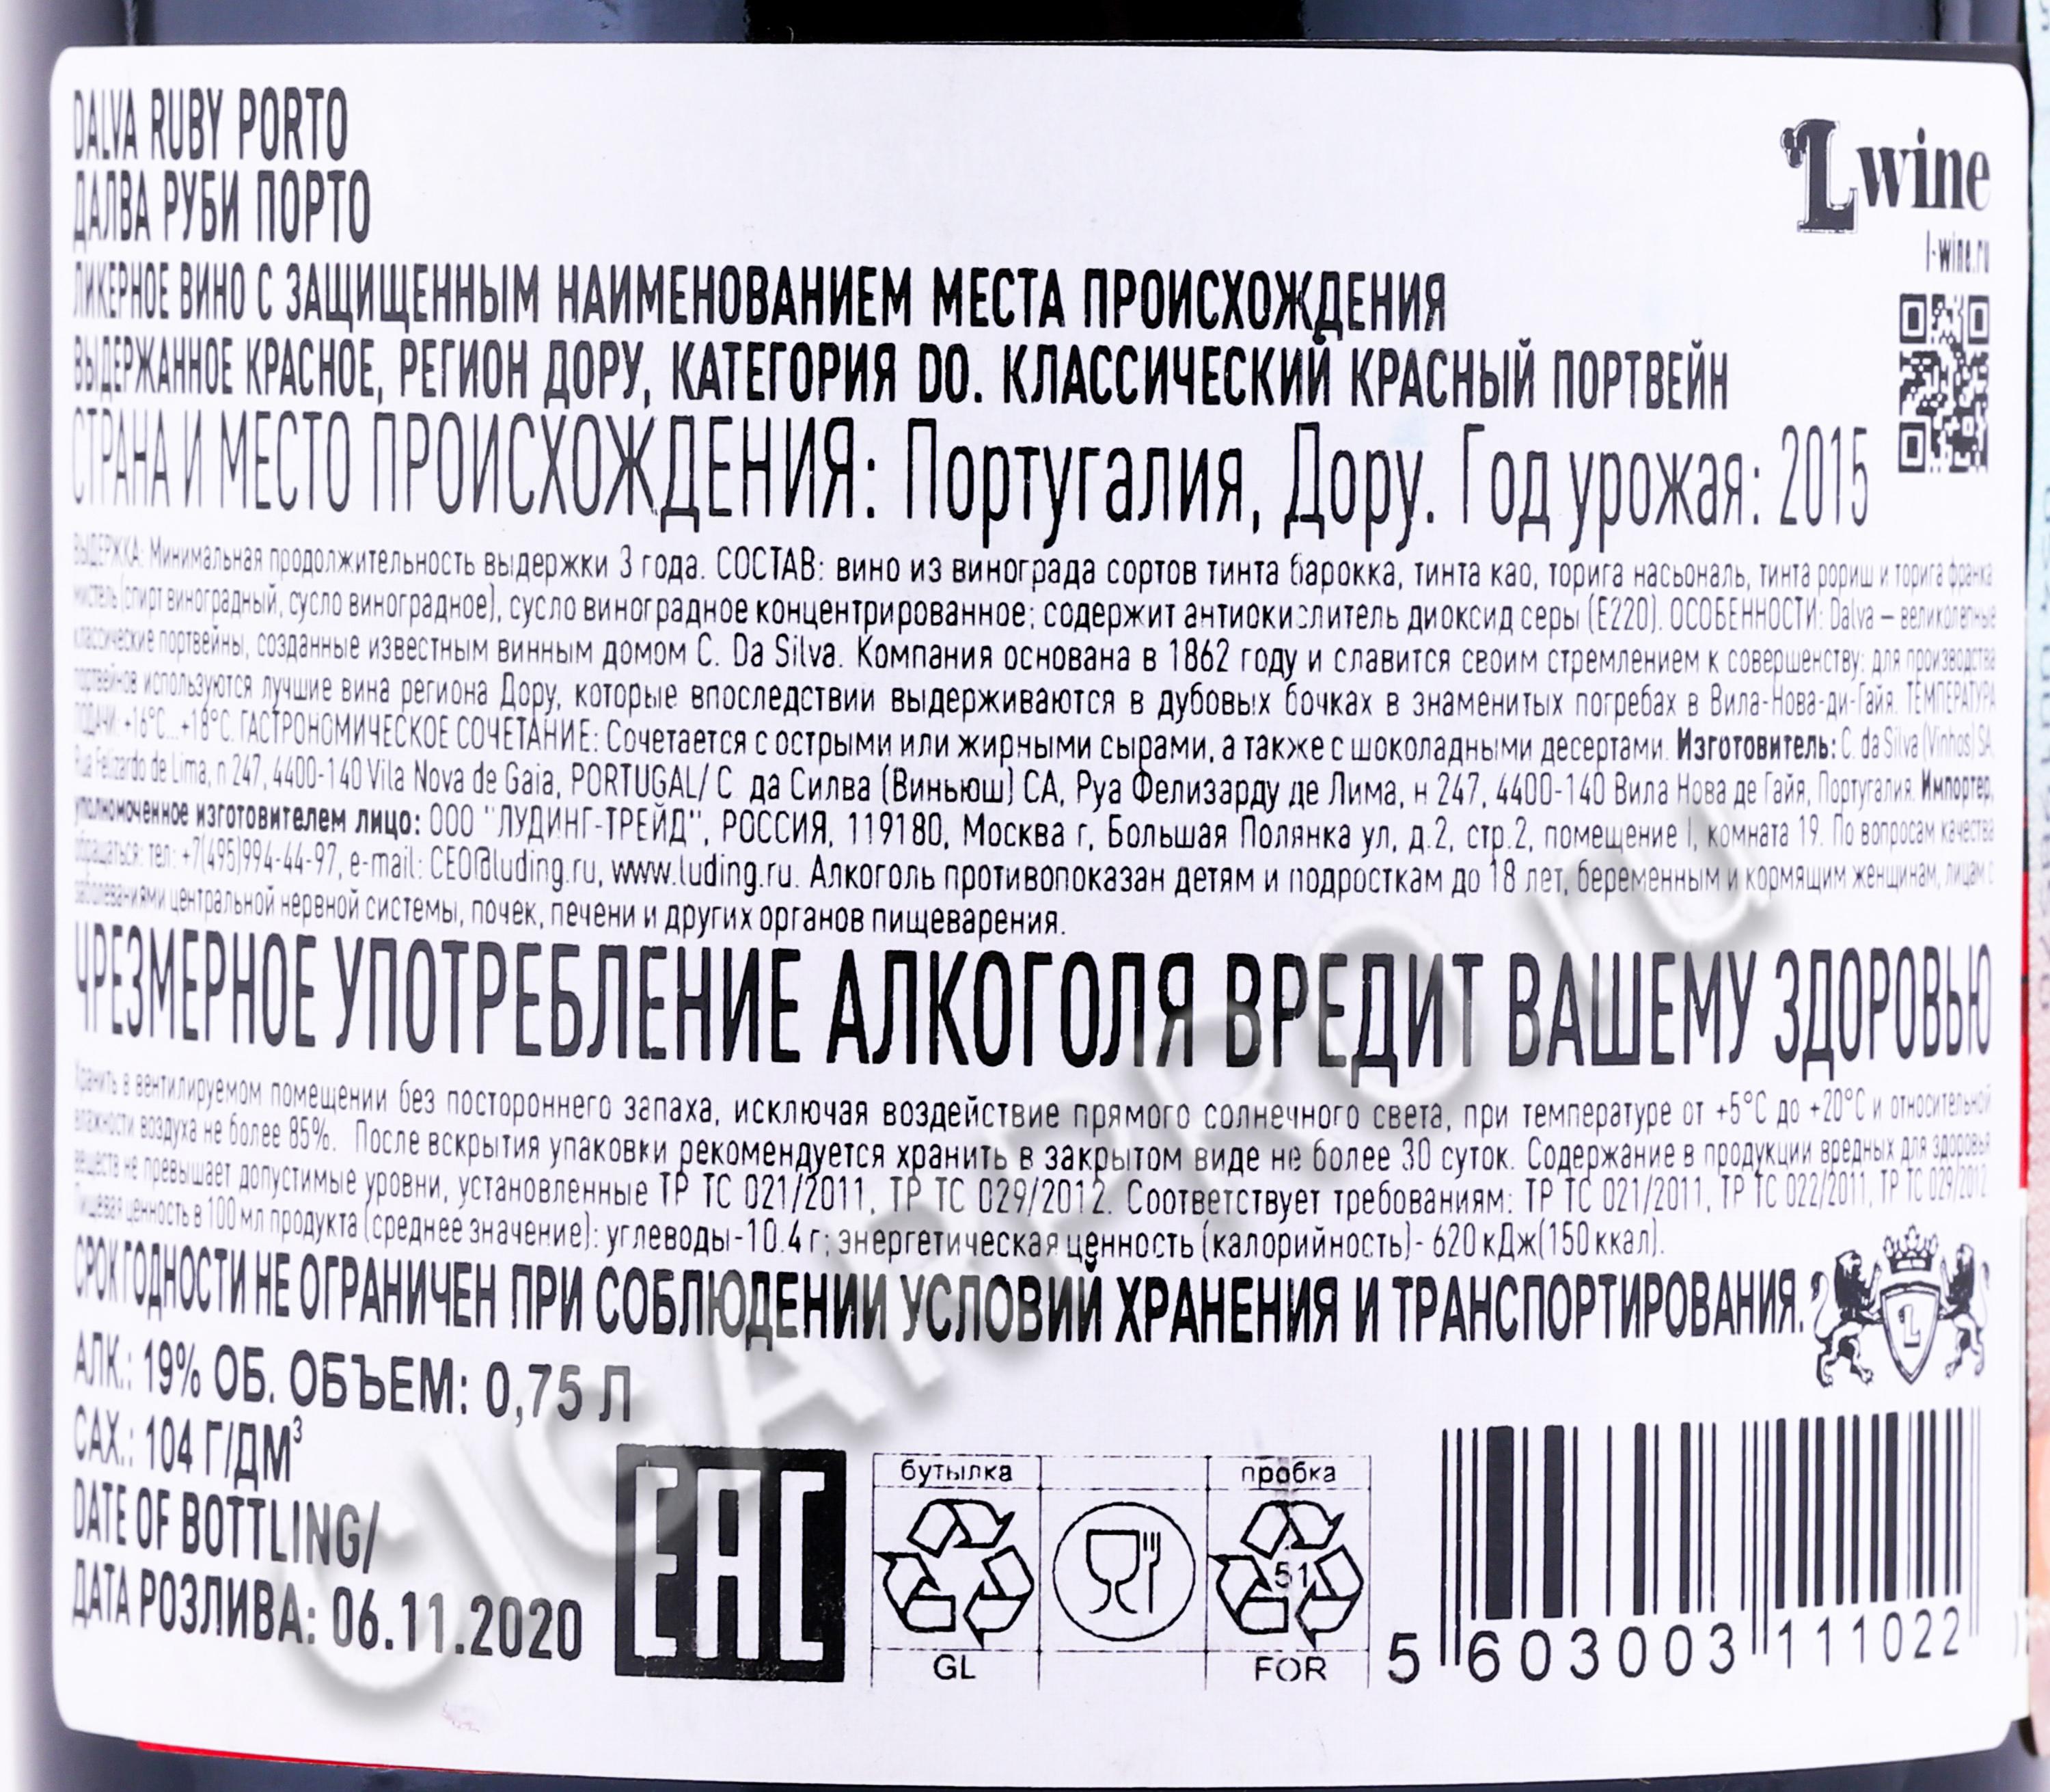 DALVA RUBY PORTO
ДАЛВА РУБИ ПОРТО
Lwine
l-wine.ru
ЛИКЕРНОЕ ВИНО С ЗАЩИЩЕННЫМ НАИМЕНОВАНИЕМ МЕСТА ПРОИСХОЖДЕНИЯ
ВЫДЕРЖАННОЕ КРАСНОЕ, РЕГИОН ДОРУ, КАТЕГОРИЯ DO. КЛАССИЧЕСКИЙ КРАСНЫЙ ПОРТВЕЙН
СТРАНА И МЕСТО ПРОИСХОЖДЕНИЯ: Португалия, Дору. Год урожая: 2015
ВЫДЕРЖКА: Минимальная продолжительность выдержки 3 года. СОСТАВ: вино из винограда сортов тинта барокка, тинта као, торига насьональ, тинта рориш и торига франка
мистель (спирт виноградный, сусло виноградное), сусло виноградное концентрированное; содержит антиокислитель диоксид серы (Е220). ОСОБЕННОСТИ: Dalva – великолепные
классические портвейны, созданные известным винным домом C. Da Silva. Компания основана в 1862 году и славится своим стремлением к совершенству: для производства
портвейнов используются лучшие вина региона Дору, которые впоследствии выдерживаются в дубовых бочках в знаменитых погребах в Вила-Нова-ди-Гайя. ТЕМПЕРАТУРА
ПОДАЧИ: +16°С...+18°С. ГАСТРОНОМИЧЕСКОЕ СОЧЕТАНИЕ: Сочетается с острыми или жирными сырами, а также с шоколадными десертами. Изготовитель: C. da Silva (Vinhos) SA,
Rua Felizardo de Lima, n 247, 4400-140 Vila Nova de Gaia, PORTUGAL/ С. да Силва (Виньюш) СА, Руа Фелизарду де Лима, н 247, 4400-140 Вила Нова де Гайя, Португалия. Импортер,
уполномоченное изготовителем лицо: ООО "ЛУДИНГ-ТРЕЙД", РОССИЯ, 119180, Москва г, Большая Полянка ул, д.2, стр.2, помещение I, комната 19. По вопросам качества
обращаться: тел: +7(495)994-44-97, e-mail: CEO@luding.ru, www.luding.ru. Алкоголь противопоказан детям и подросткам до 18 лет, беременным и кормящим женщинам, лицам с
заболеваниями центральной нервной системы, почек, печени и других органов пищеварения.
ЧРЕЗМЕРНОЕ УПОТРЕБЛЕНИЕ АЛКОГОЛЯ ВРЕДИТ ВАШЕМУ ЗДОРОВЬЮ
Хранить в вентилируемом помещении без постороннего запаха, исключая воздействие прямого солнечного света, при температуре от +5°С до +20°С и относительной
влажности воздуха не более 85%. После вскрытия упаковки рекомендуется хранить в закрытом виде не более 30 суток. Содержание в продукции вредных для здоровья
веществ не превышает допустимые уровни, установленные ТР ТС 021/2011, ТР ТС 029/2012. Соответствует требованиям: ТР ТС 021/2011, ТР ТС 022/2011, ТР ТС 029/2012
Пищевая ценность в 100 мл продукта (среднее значение): углеводы-10.4 г; энергетическая ценность (калорийность)- 620 кДж(150 ккал).
СРОК ГОДНОСТИ НЕ ОГРАНИЧЕН ПРИ СОБЛЮДЕНИИ УСЛОВИЙ ХРАНЕНИЯ И ТРАНСПОРТИРОВАНИЯ.
L
АЛК.: 19% ОБ. ОБЪЕМ: 0,75 Л
САХ.: 104 Г/ДМ³
DATE OF BOTTLING/
ДАТА РОЗЛИВА: 06.11.2020
EAC
бутылка
GL
пробка
51
FOR
5 603003 111022
CIGARPRO.ru